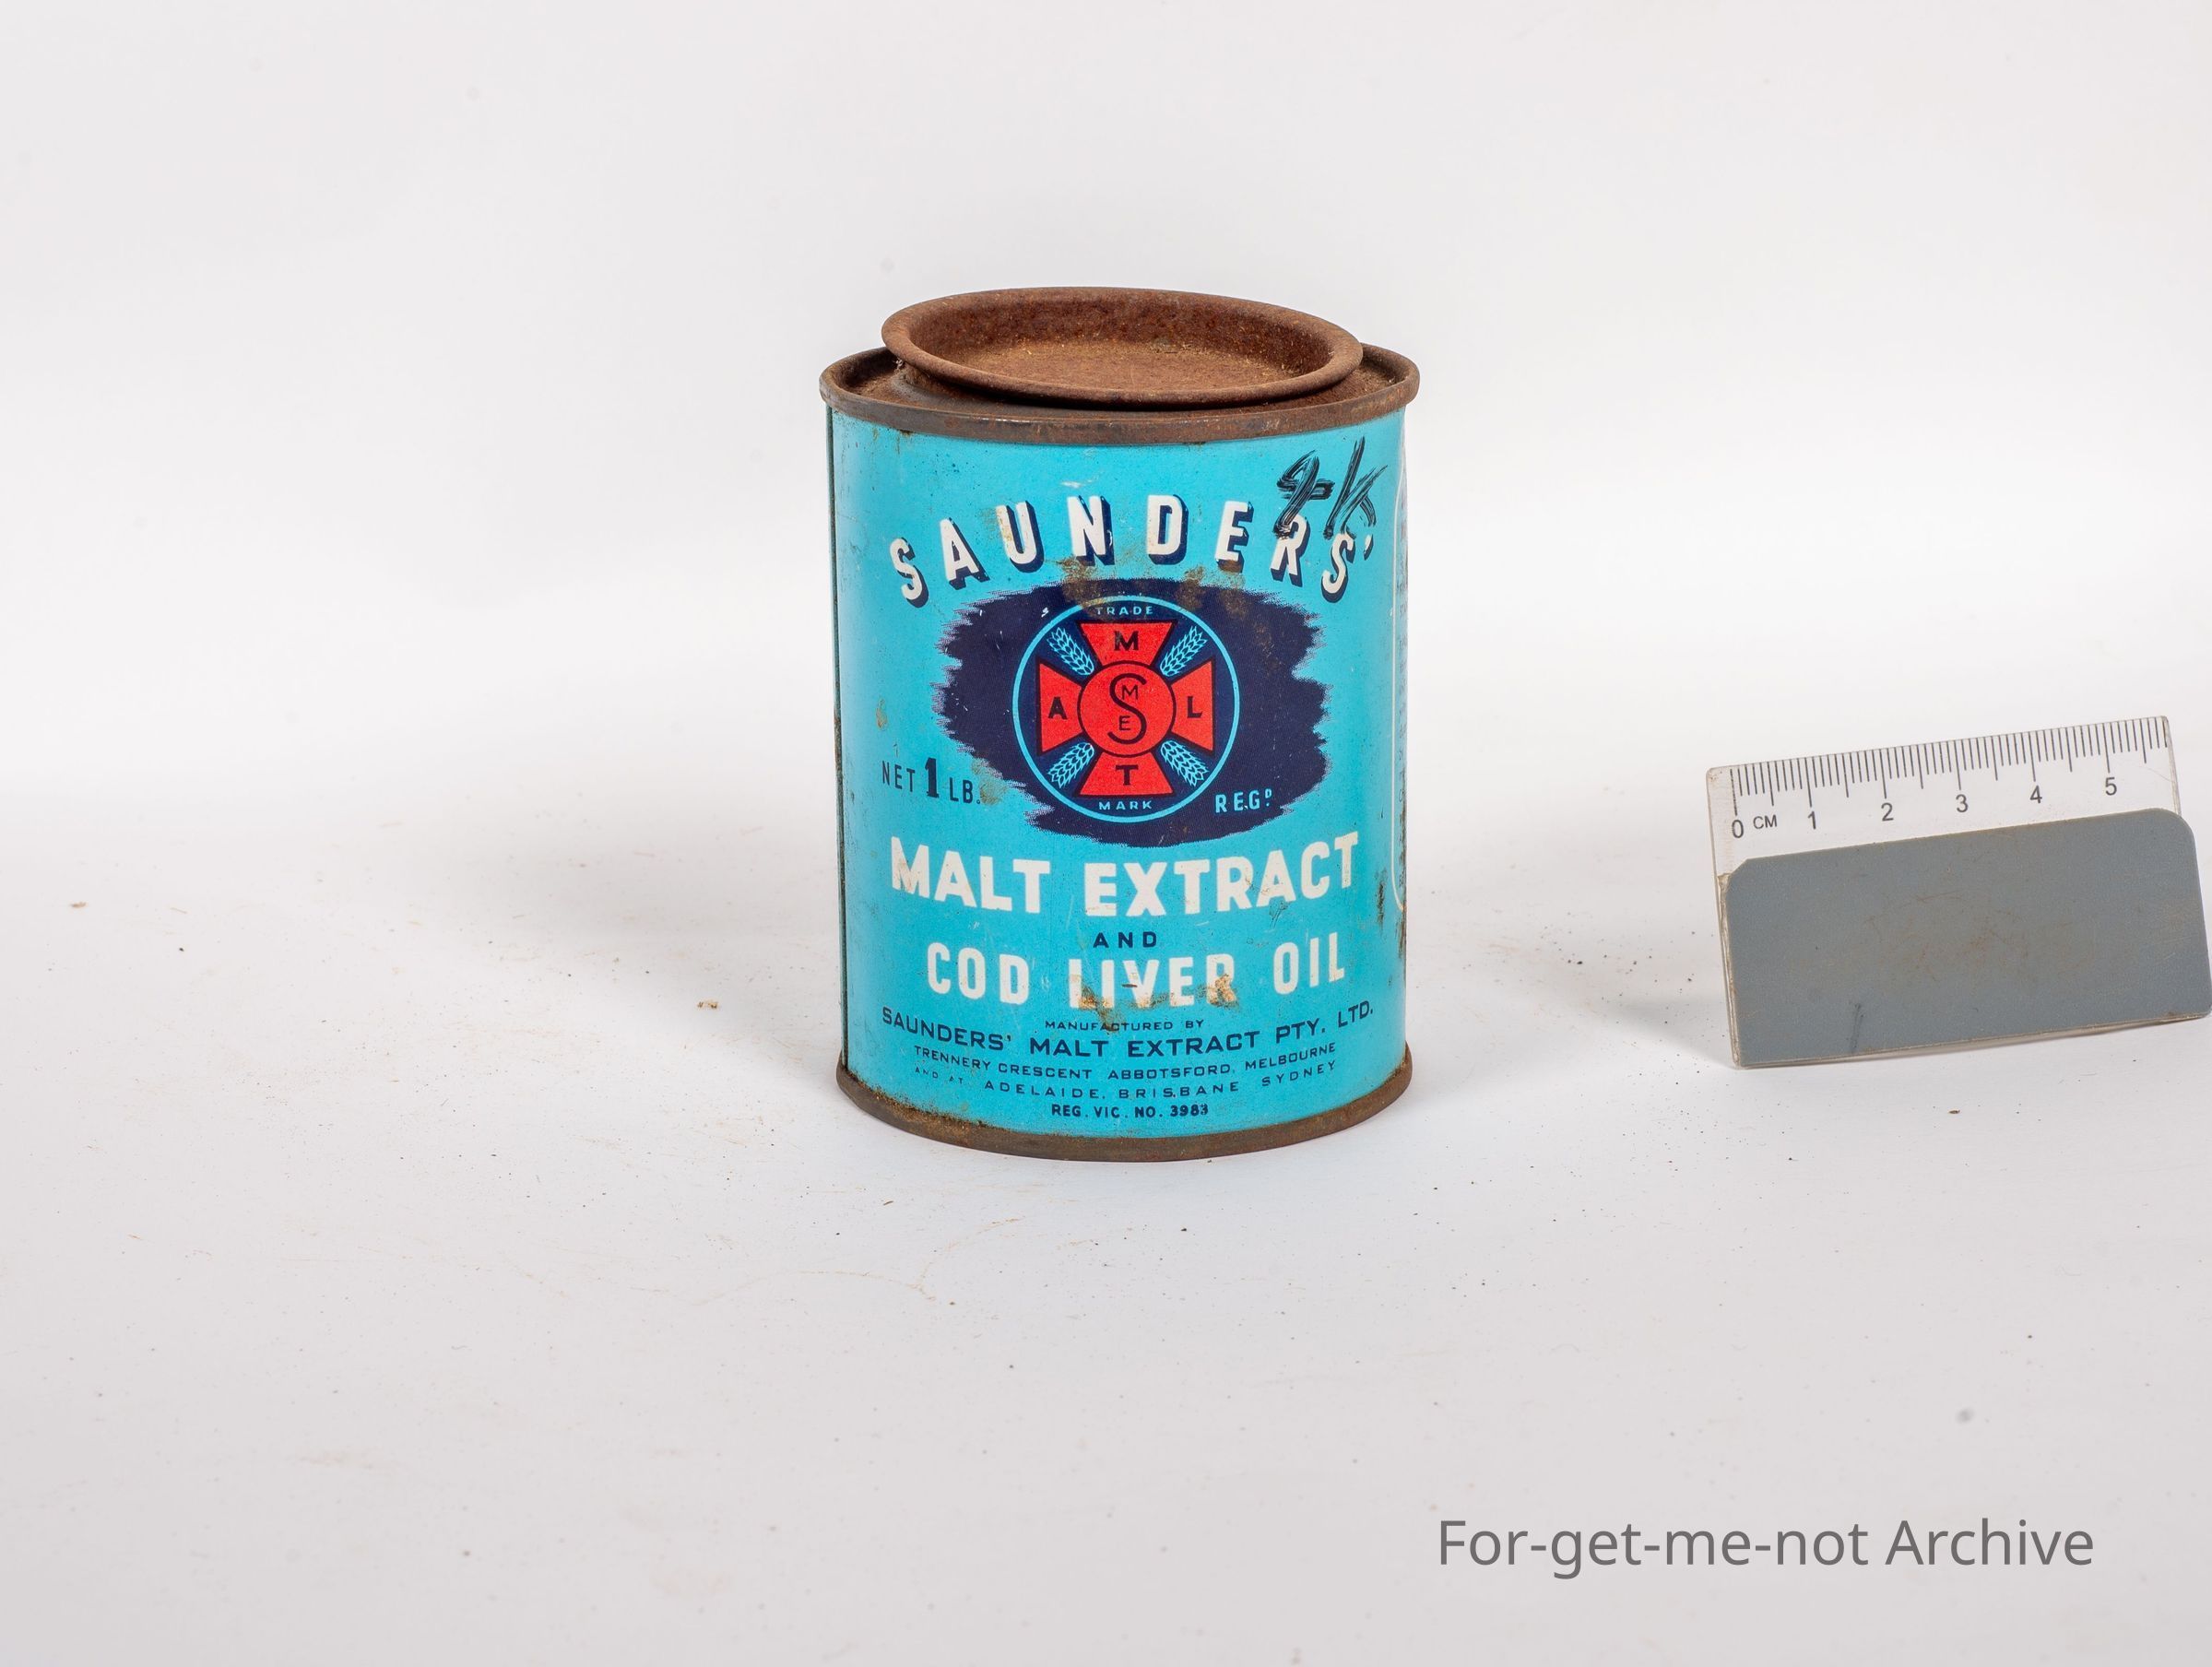 SAUNDERS'
TRADE
M
A S M E L
T
MARK
NET 1 LB.
REGD.
MALT EXTRACT
AND
COD LIVER OIL
MANUFACTURED BY
SAUNDERS' MALT EXTRACT PTY. LTD.
TRENNERY CRESCENT ABBOTSFORD, MELBOURNE
AND AT ADELAIDE, BRISBANE SYDNEY
REG. VIC. NO. 3983
0 CM 1 2 3 4 5
For-get-me-not Archive